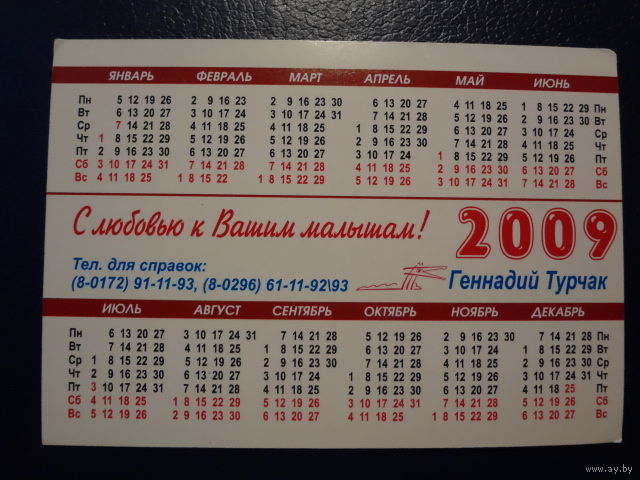 ЯНВАРЬ ФЕВРАЛЬ МАРТ АПРЕЛЬ МАЙ ИЮНЬ
Пн 5 12 19 26 2 9 16 23 2 9 16 23 30 6 13 20 27 4 11 18 25 1 8 15 22 29 Пн
Вт 6 13 20 27 3 10 17 24 3 10 17 24 31 7 14 21 28 5 12 19 26 2 9 16 23 30 Вт
Ср 7 14 21 28 4 11 18 25 4 11 18 25 1 8 15 22 29 6 13 20 27 3 10 17 24 Ср
Чт 1 8 15 22 29 5 12 19 26 5 12 19 26 2 9 16 23 30 7 14 21 28 4 11 18 25 Чт
Пт 2 9 16 23 30 6 13 20 27 6 13 20 27 3 10 17 24 1 8 15 22 29 5 12 19 26 Пт
Сб 3 10 17 24 31 7 14 21 28 7 14 21 28 4 11 18 25 2 9 16 23 30 6 13 20 27 Сб
Вс 4 11 18 25 1 8 15 22 1 8 15 22 29 5 12 19 26 3 10 17 24 31 7 14 21 28 Вс
С любовью к Вашим малышам! 2009
Тел. для справок:
(8-0172) 91-11-93, (8-0296) 61-11-92\93 Геннадий Турчак
ИЮЛЬ АВГУСТ СЕНТЯБРЬ ОКТЯБРЬ НОЯБРЬ ДЕКАБРЬ
Пн 6 13 20 27 3 10 17 24 31 7 14 21 28 5 12 19 26 2 9 16 23 30 7 14 21 28 Пн
Вт 7 14 21 28 4 11 18 25 1 8 15 22 29 6 13 20 27 3 10 17 24 1 8 15 22 29 Вт
Ср 1 8 15 22 29 5 12 19 26 2 9 16 23 30 7 14 21 28 4 11 18 25 2 9 16 23 30 Ср
Чт 2 9 16 23 30 6 13 20 27 3 10 17 24 1 8 15 22 29 5 12 19 26 3 10 17 24 31 Чт
Пт 3 10 17 24 31 7 14 21 28 4 11 18 25 2 9 16 23 30 6 13 20 27 4 11 18 25 Пт
Сб 4 11 18 25 1 8 15 22 29 5 12 19 26 3 10 17 24 31 7 14 21 28 5 12 19 26 Сб
Вс 5 12 19 26 2 9 16 23 30 6 13 20 27 4 11 18 25 1 8 15 22 29 6 13 20 27 Вс
www.ay.by